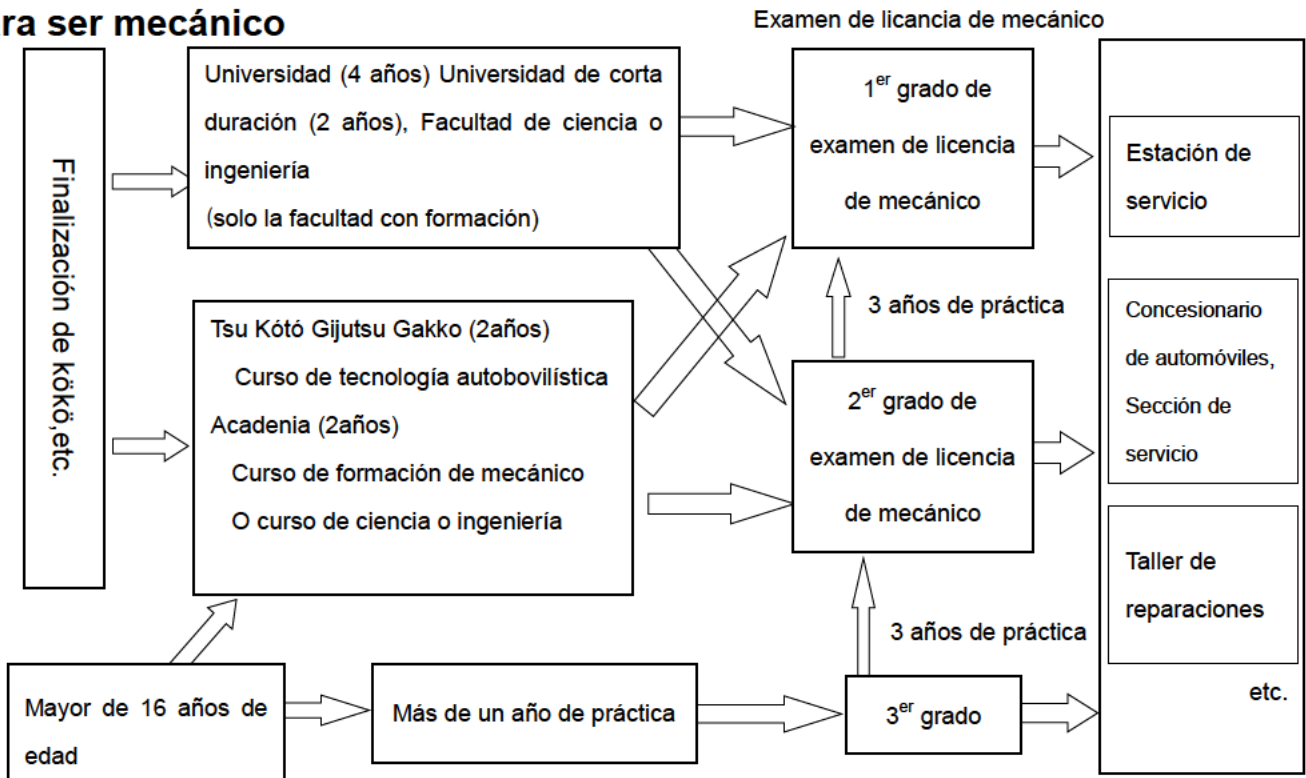 ra ser mecánico
Examen de licancia de mecánico
Finalización de kökö,etc.
Universidad (4 años) Universidad de corta
duración (2 años), Facultad de ciencia o
ingeniería
(solo la facultad con formación)
1er grado de
examen de licencia
de mecánico
Estación de
servicio
Tsu Kótó Gijutsu Gakko (2años)
Curso de tecnología autobovilística
Acadenia (2años)
Curso de formación de mecánico
O curso de ciencia o ingeniería
3 años de práctica
2er grado de
examen de licencia
de mecánico
Concesionario
de automóviles,
Sección de
servicio
Taller de
reparaciones
etc.
3 años de práctica
Mayor de 16 años de
edad
Más de un año de práctica
3er grado